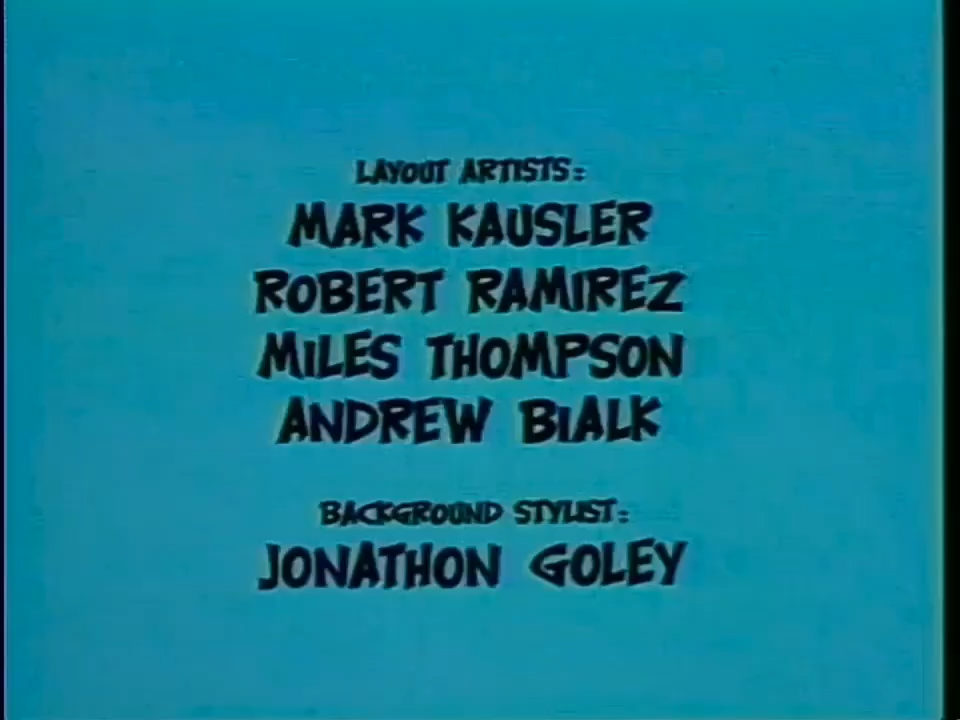 LAYOUT ARTISTS:
MARK KAUSLER
ROBERT RAMIREZ
MILES THOMPSON
ANDREW BIALK
BACKGROUND STYLIST:
JONATHON GOLEY